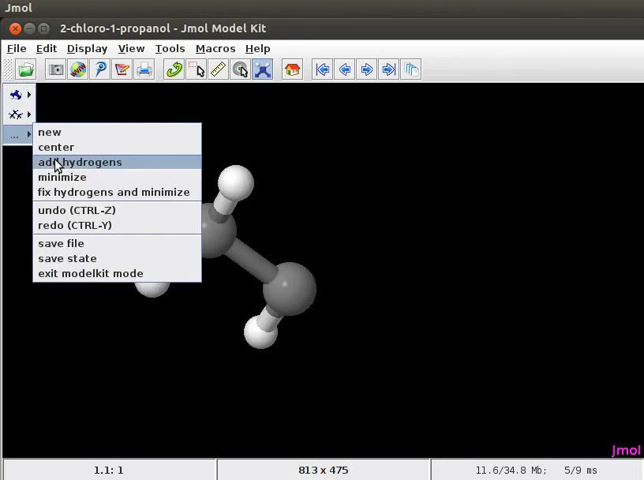 Jmol
2-chloro-1-propanol - Jmol Model Kit
File Edit Display View Tools Macros Help
...
new
center
add hydrogens
minimize
fix hydrogens and minimize
undo (CTRL-Z)
redo (CTRL-Y)
save file
save state
exit modelkit mode
Jmol
1.1: 1 813 x 475 11.6/34.8 Mb; 5/9 ms